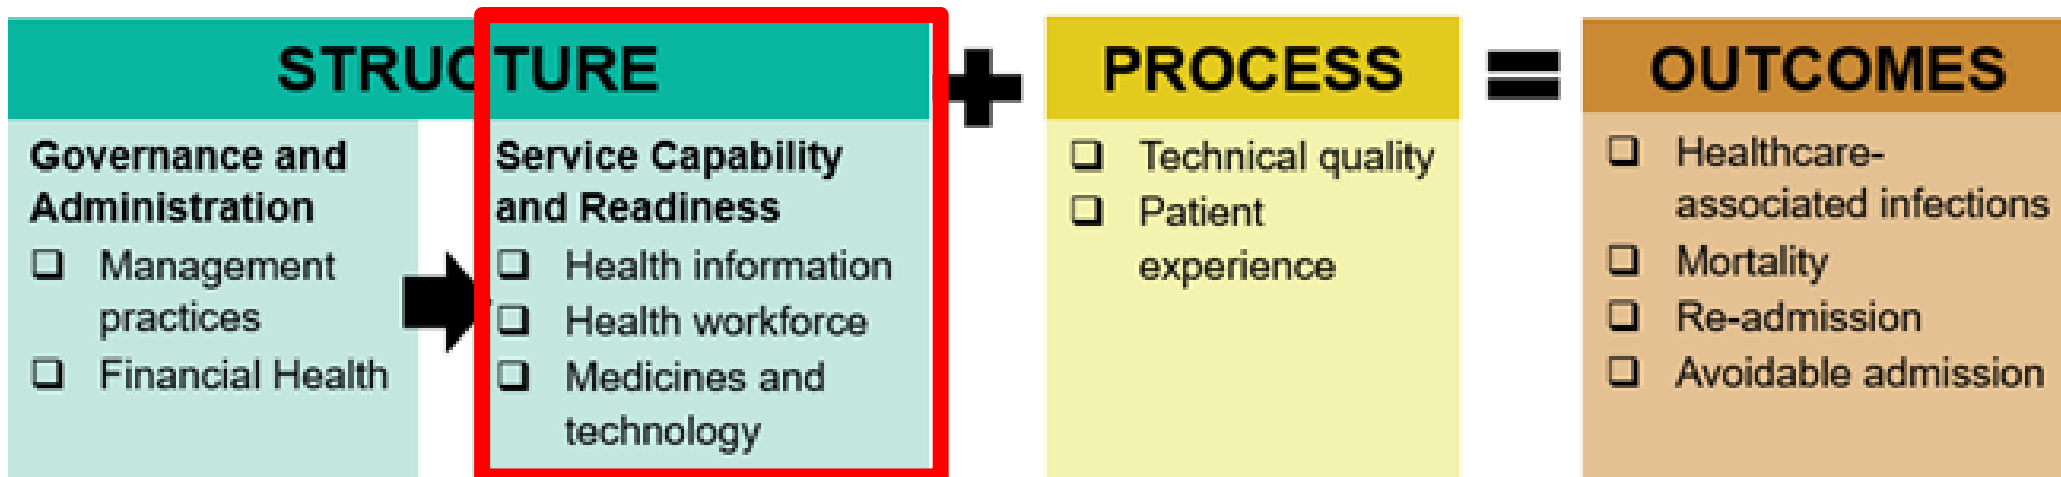 STRUCTURE
Governance and
Administration
❑ Management
practices
❑ Financial Health
Service Capability
and Readiness
❑ Health information
❑ Health workforce
❑ Medicines and
technology
+
PROCESS
❑ Technical quality
❑ Patient
experience
=
OUTCOMES
❑ Healthcare-
associated infections
❑ Mortality
❑ Re-admission
❑ Avoidable admission